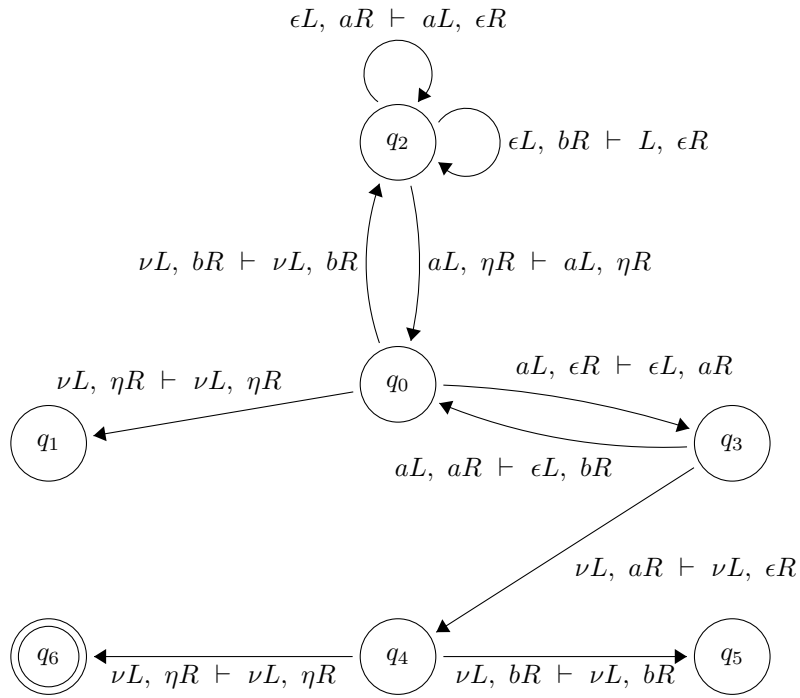 ϵL, aR ⊢ aL, ϵR
q₂
ϵL, bR ⊢ L, ϵR
νL, bR ⊢ νL, bR
aL, ηR ⊢ aL, ηR
νL, ηR ⊢ νL, ηR
q₀
aL, ϵR ⊢ ϵL, aR
q₁
q₃
aL, aR ⊢ ϵL, bR
νL, aR ⊢ νL, ϵR
q₆
νL, ηR ⊢ νL, ηR
q₄
νL, bR ⊢ νL, bR
q₅